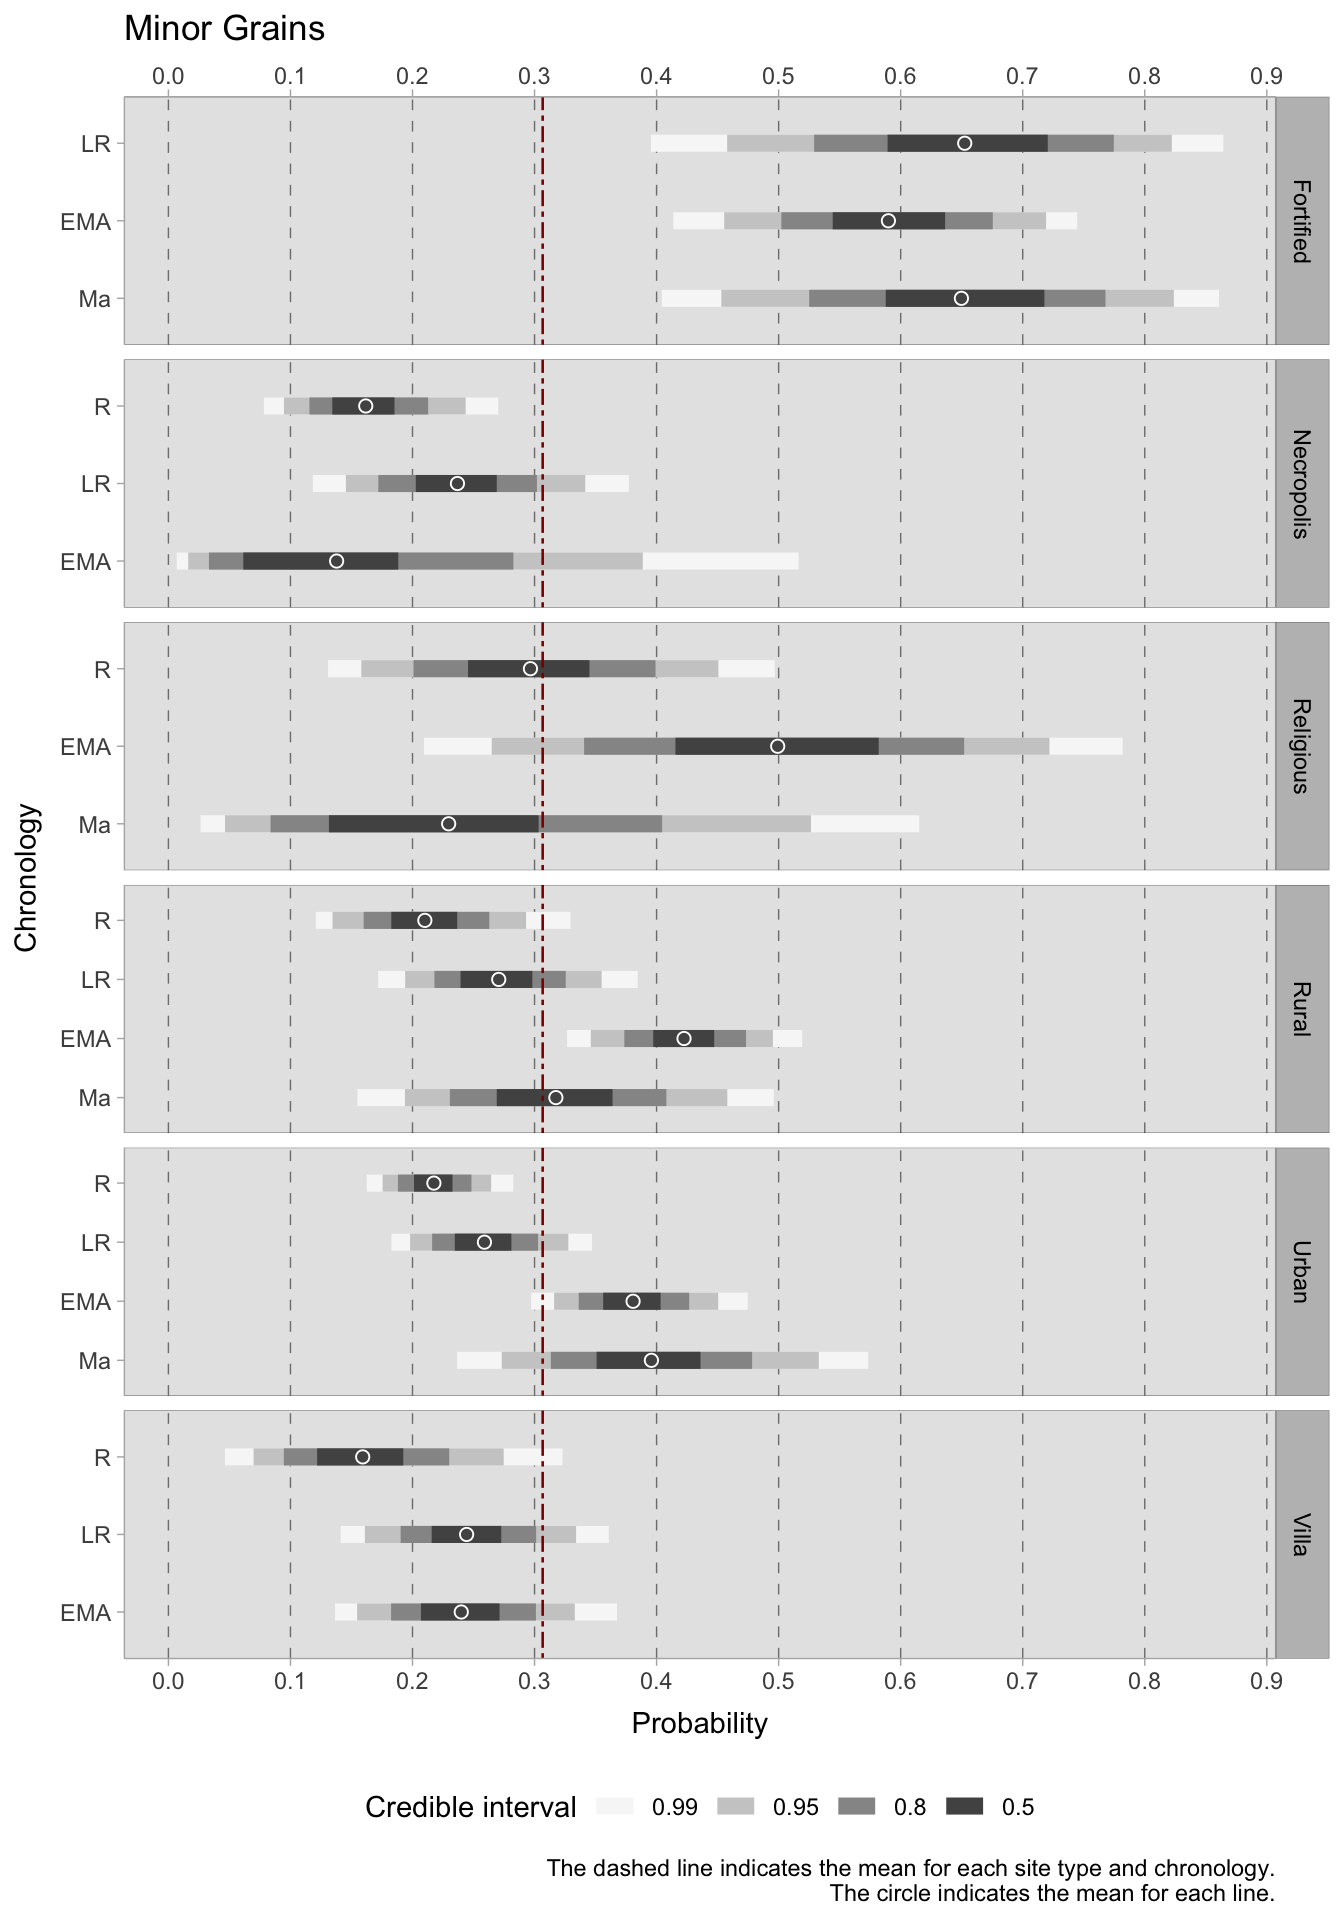 Minor Grains
0.0 0.1 0.2 0.3 0.4 0.5 0.6 0.7 0.8 0.9
Chronology
LR
EMA
Ma
Fortified
R
LR
EMA
Necropolis
R
EMA
Ma
Religious
R
LR
EMA
Ma
Rural
R
LR
EMA
Ma
Urban
R
LR
EMA
Villa
0.0 0.1 0.2 0.3 0.4 0.5 0.6 0.7 0.8 0.9
Probability
Credible interval 0.99 0.95 0.8 0.5
The dashed line indicates the mean for each site type and chronology.
The circle indicates the mean for each line.